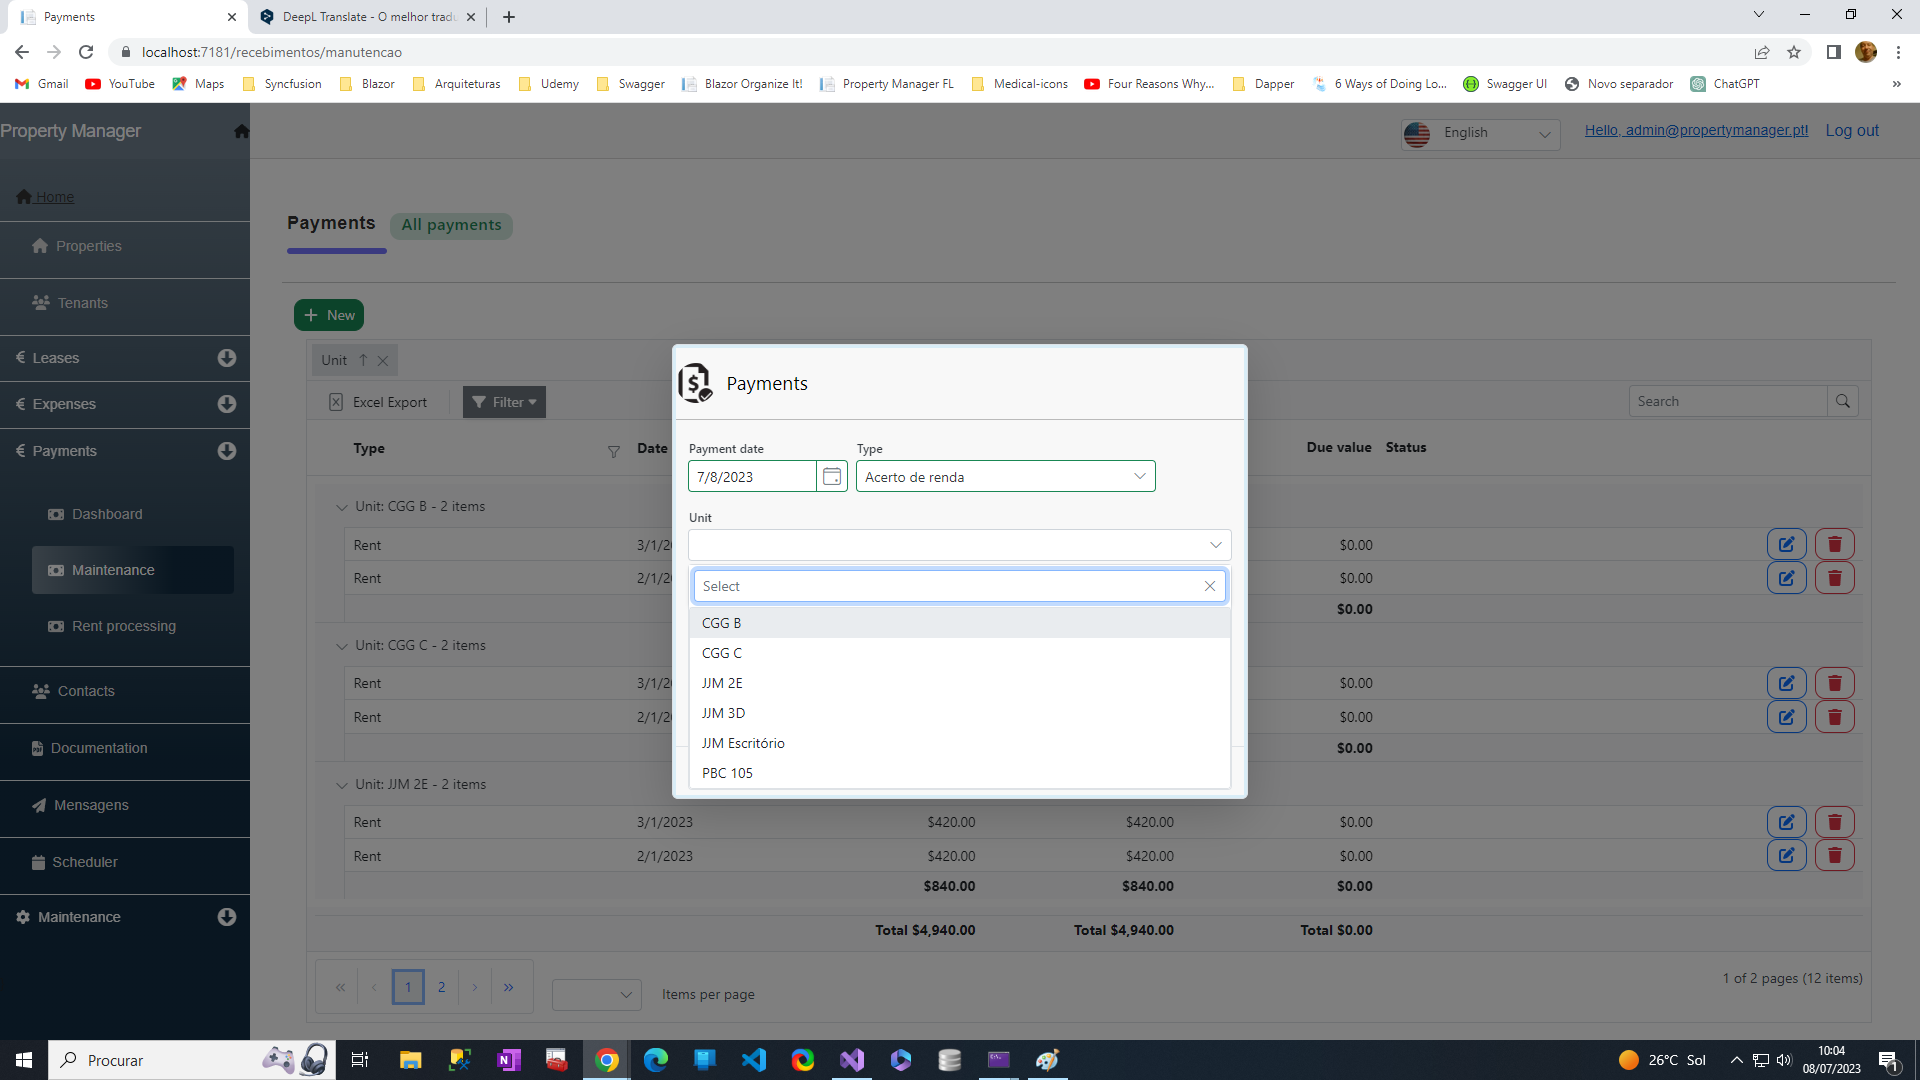 Payments
DeepL Translate - O melhor tradu
localhost:7181/recebimentos/manutencao
Gmail
YouTube
Maps
Syncfusion
Blazor
Arquiteturas
Udemy
Swagger
Blazor Organize It!
Property Manager FL
Medical-icons
Four Reasons Why...
Dapper
6 Ways of Doing Lo...
Swagger UI
Novo separador
ChatGPT
»
Property Manager
English
Hello, admin@propertymanager.pt!
Log out
Home
Properties
Tenants
€ Leases
€ Expenses
€ Payments
Dashboard
Maintenance
Rent processing
Contacts
Documentation
Mensagens
Scheduler
Maintenance
Payments
All payments
+ New
Unit
Excel Export
Filter
Search
Type
Date
Due value
Status
Unit: CGG B - 2 items
Rent
3/1/20
$0.00
Rent
2/1/20
$0.00
$0.00
Unit: CGG C - 2 items
Rent
3/1/20
$0.00
Rent
2/1/20
$0.00
$0.00
Unit: JJM 2E - 2 items
Rent
3/1/2023
$420.00
$420.00
$0.00
Rent
2/1/2023
$420.00
$420.00
$0.00
$840.00
$840.00
$0.00
Total $4,940.00
Total $4,940.00
Total $0.00
1
2
Items per page
1 of 2 pages (12 items)
Payments
Payment date
Type
7/8/2023
Acerto de renda
Unit
Select
CGG B
CGG C
JJM 2E
JJM 3D
JJM Escritório
PBC 105
Procurar
26°C Sol
10:04
08/07/2023
1